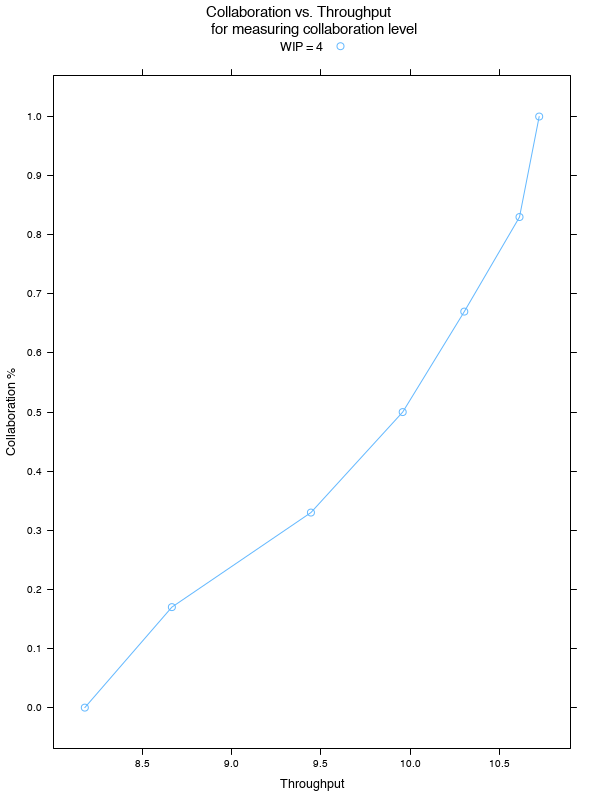 Collaboration vs. Throughput
for measuring collaboration level
WIP = 4
1.0
0.9
0.8
0.7
0.6
0.5
0.4
0.3
0.2
0.1
0.0
Collaboration %
8.5 9.0 9.5 10.0 10.5
Throughput